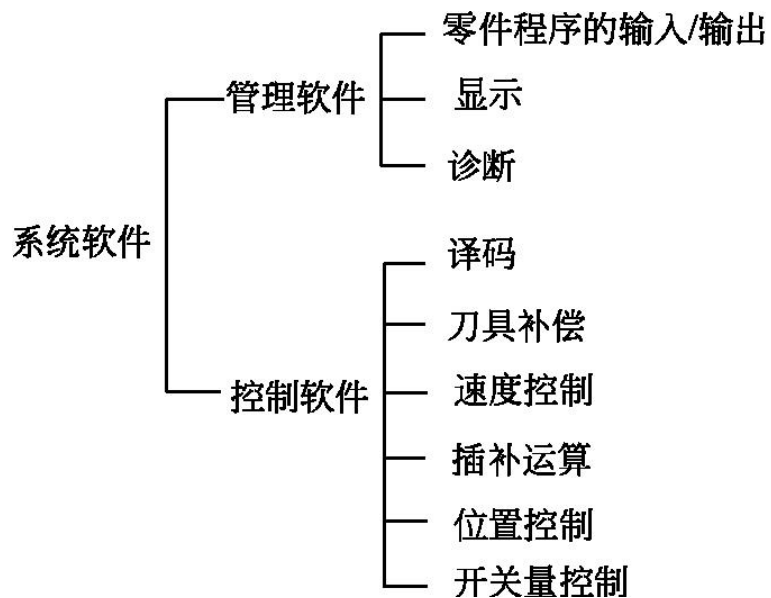 系统软件
管理软件
零件程序的输入/输出
显示
诊断
控制软件
译码
刀具补偿
速度控制
插补运算
位置控制
开关量控制